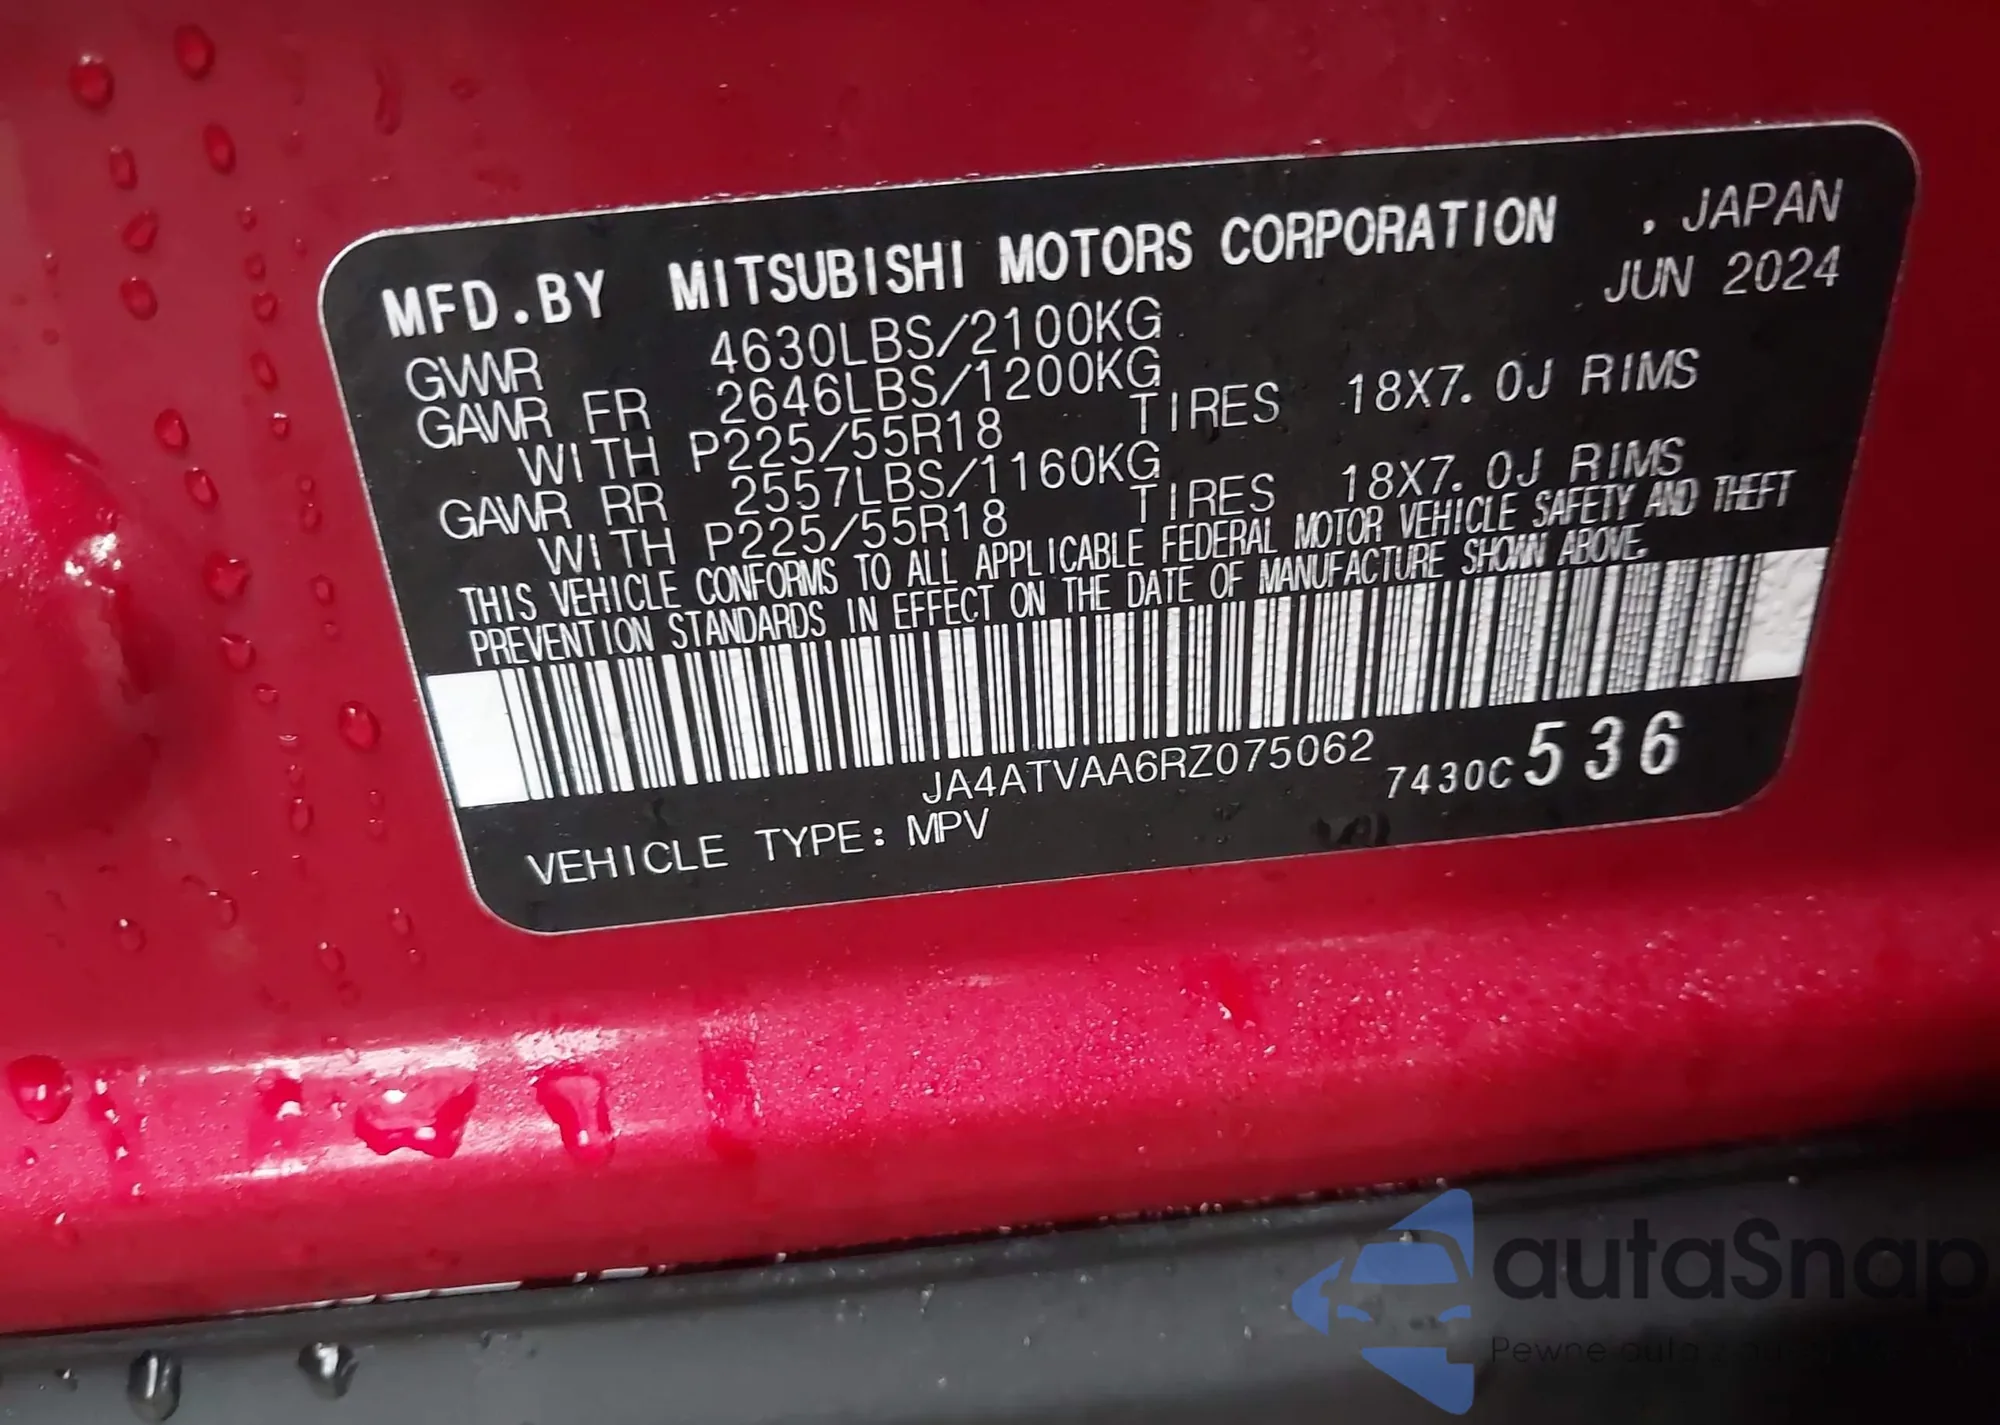 MFD.BY MITSUBISHI MOTORS CORPORATION , JAPAN
JUN 2024
GVWR 4630LBS/2100KG
GAWR FR 2646LBS/1200KG
WITH P225/55R18 TIRES 18X7.0J RIMS
GAWR RR 2557LBS/1160KG
WITH P225/55R18 TIRES 18X7.0J RIMS
THIS VEHICLE CONFORMS TO ALL APPLICABLE FEDERAL MOTOR VEHICLE SAFETY AND THEFT
PREVENTION STANDARDS IN EFFECT ON THE DATE OF MANUFACTURE SHOWN ABOVE.
JA4ATVAA6RZ075062 7430C536
VEHICLE TYPE: MPV
autaSnap
Pewne auta z